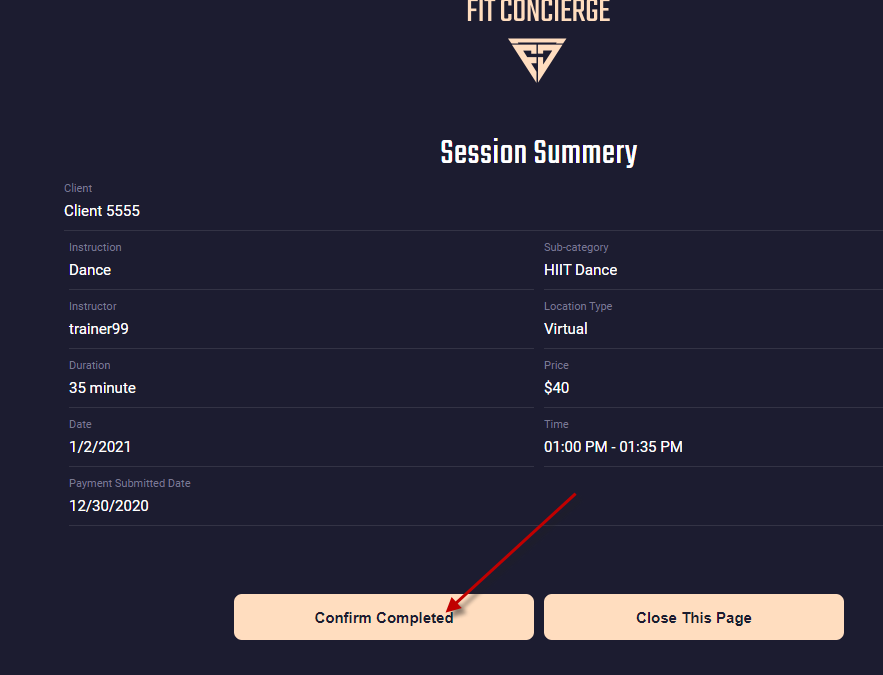 FIT CONCIERGE
Session Summery
Client
Client 5555
Instruction
Dance
Sub-category
HIIT Dance
Instructor
trainer99
Location Type
Virtual
Duration
35 minute
Price
$40
Date
1/2/2021
Time
01:00 PM - 01:35 PM
Payment Submitted Date
12/30/2020
Confirm Completed
Close This Page